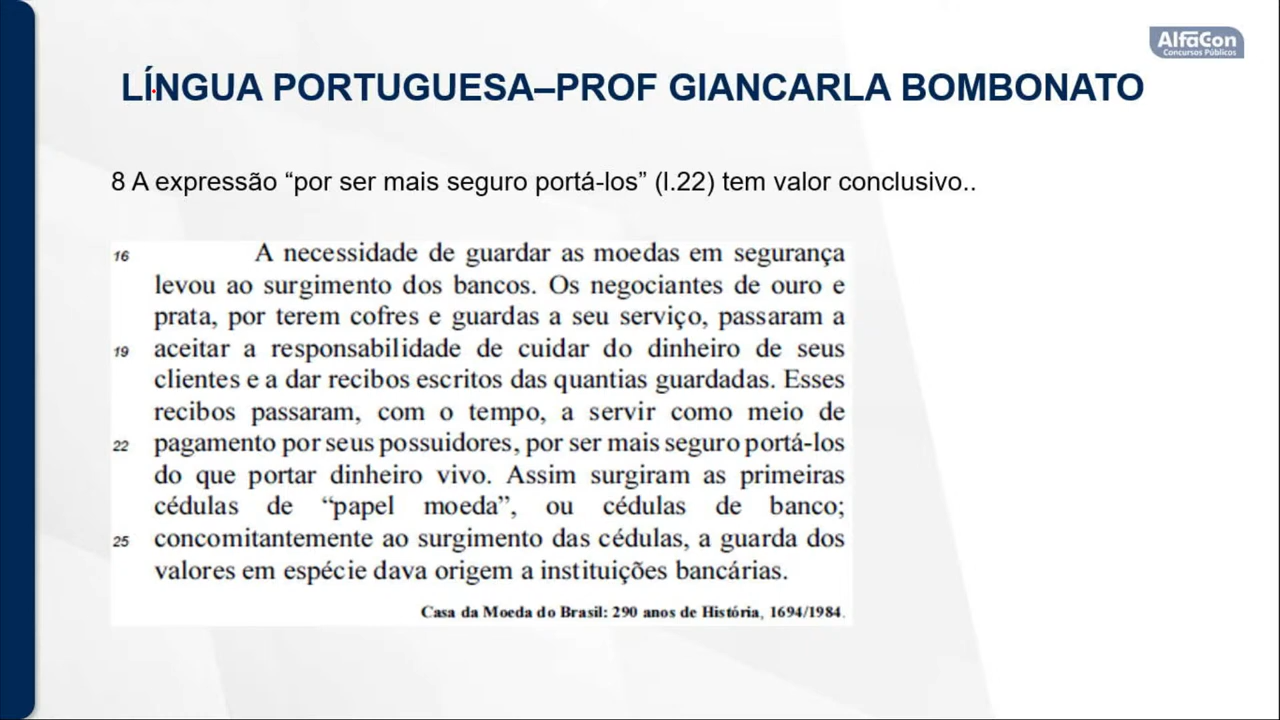 AlfaCon
Concursos Públicos
LÍNGUA PORTUGUESA–PROF GIANCARLA BOMBONATO
8 A expressão “por ser mais seguro portá-los” (l.22) tem valor conclusivo..
16 A necessidade de guardar as moedas em segurança
levou ao surgimento dos bancos. Os negociantes de ouro e
prata, por terem cofres e guardas a seu serviço, passaram a
19 aceitar a responsabilidade de cuidar do dinheiro de seus
clientes e a dar recibos escritos das quantias guardadas. Esses
recibos passaram, com o tempo, a servir como meio de
22 pagamento por seus possuidores, por ser mais seguro portá-los
do que portar dinheiro vivo. Assim surgiram as primeiras
cédulas de “papel moeda”, ou cédulas de banco;
25 concomitantemente ao surgimento das cédulas, a guarda dos
valores em espécie dava origem a instituições bancárias.
Casa da Moeda do Brasil: 290 anos de História, 1694/1984.